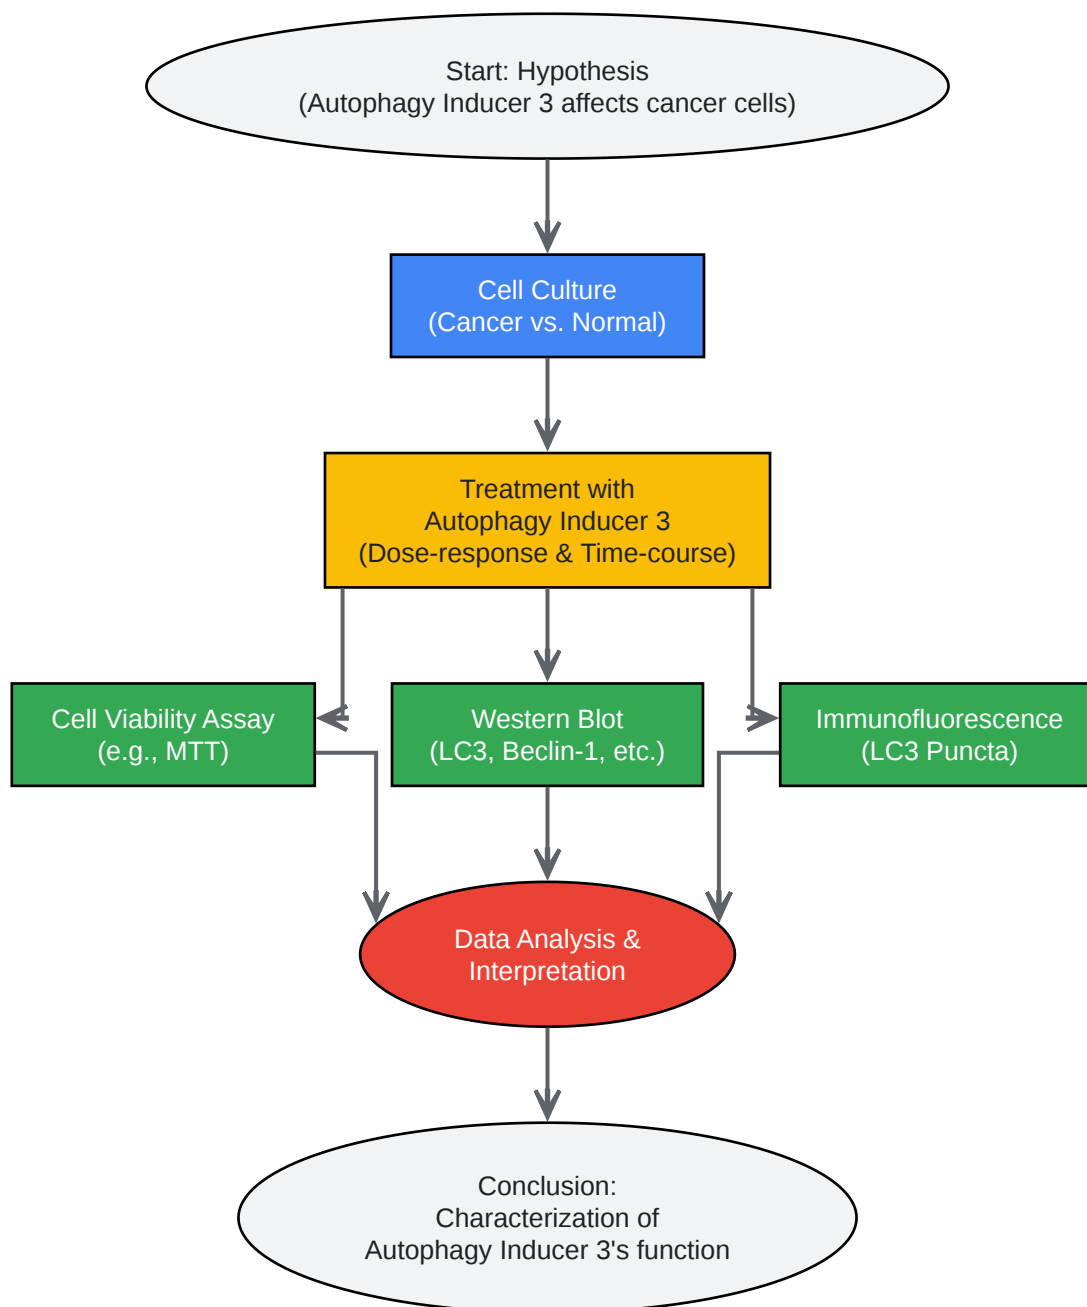 Start: Hypothesis
(Autophagy Inducer 3 affects cancer cells)
Cell Culture
(Cancer vs. Normal)
Treatment with
Autophagy Inducer 3
(Dose-response & Time-course)
Cell Viability Assay
(e.g., MTT)
Western Blot
(LC3, Beclin-1, etc.)
Immunofluorescence
(LC3 Puncta)
Data Analysis &
Interpretation
Conclusion:
Characterization of
Autophagy Inducer 3's function